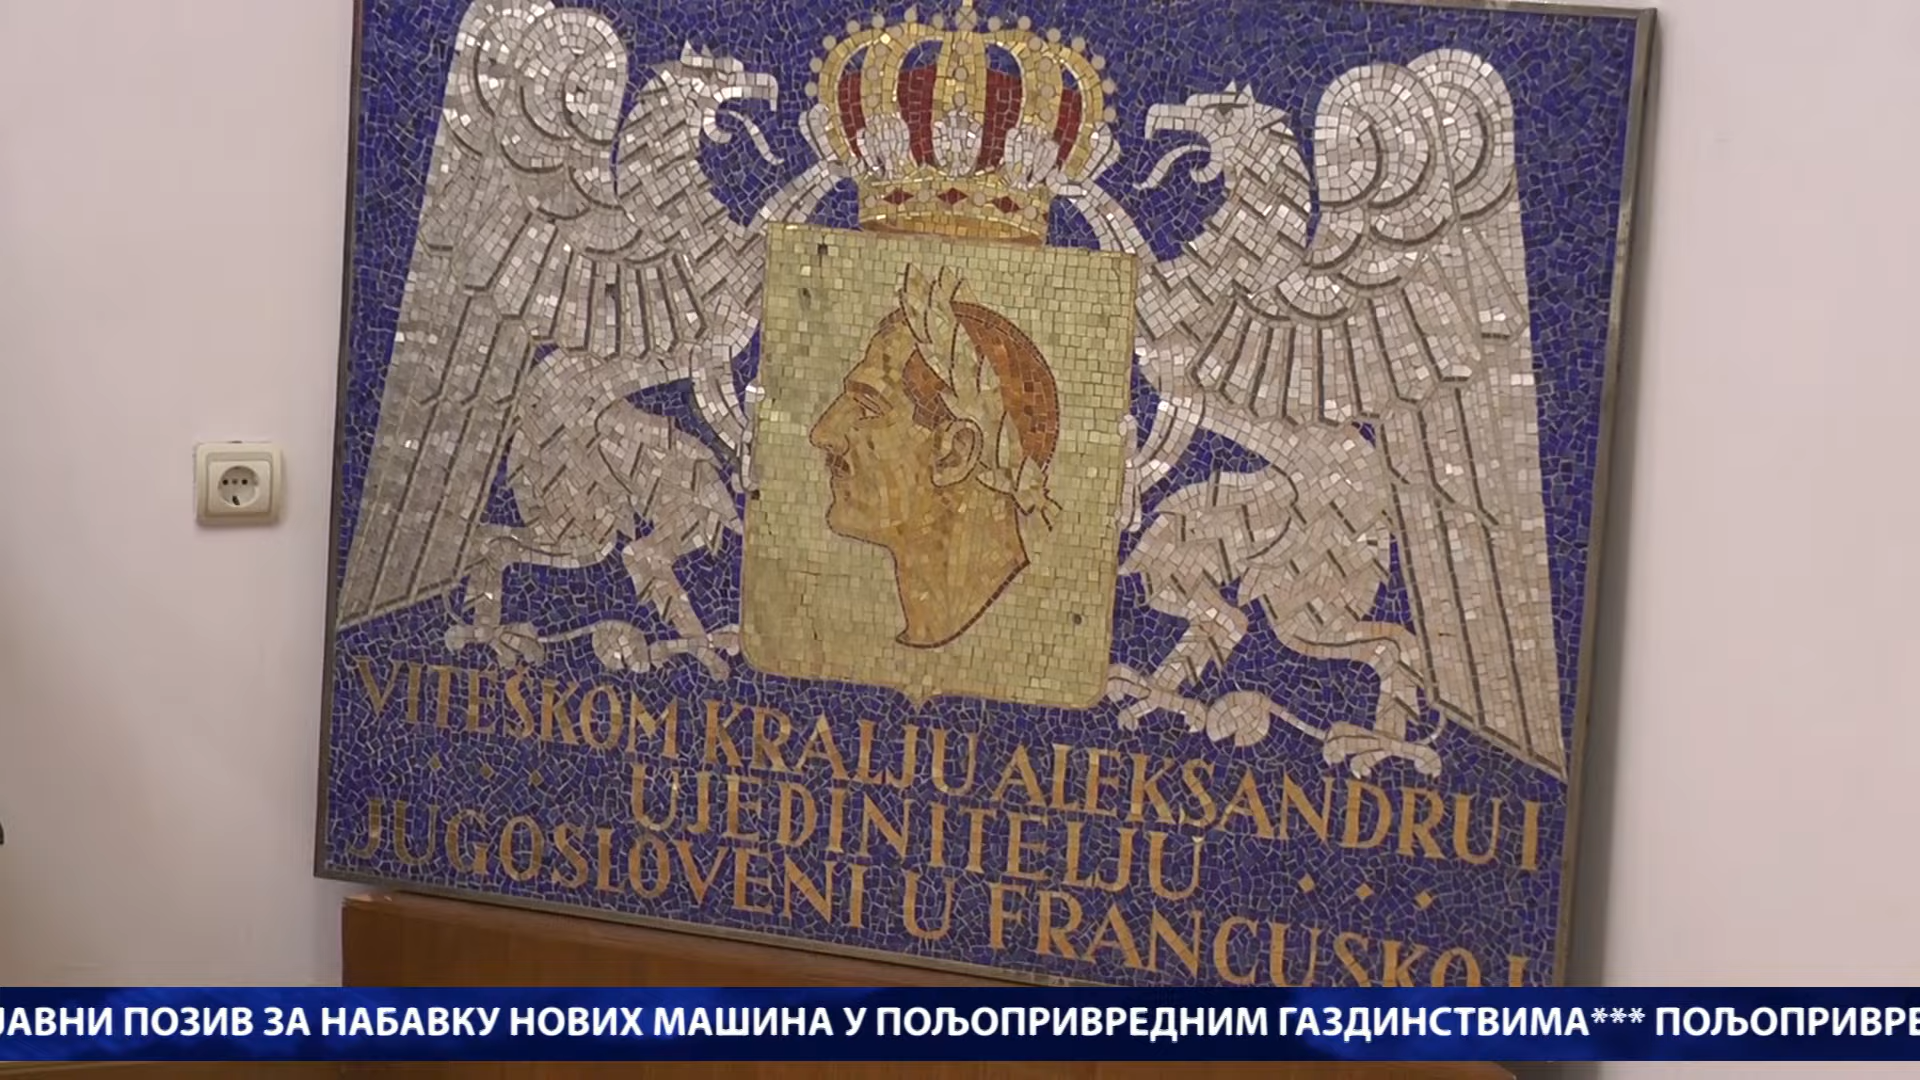 VITEŠKOM KRALJU ALEKSANDRU I
UJEDINITELJU
JUGOSLOVENI U FRANCUSKOJ
ЈАВНИ ПОЗИВ ЗА НАБАВКУ НОВИХ МАШИНА У ПОЉОПРИВРЕДНИМ ГАЗДИНСТВИМА*** ПОЉОПРИВРЕ